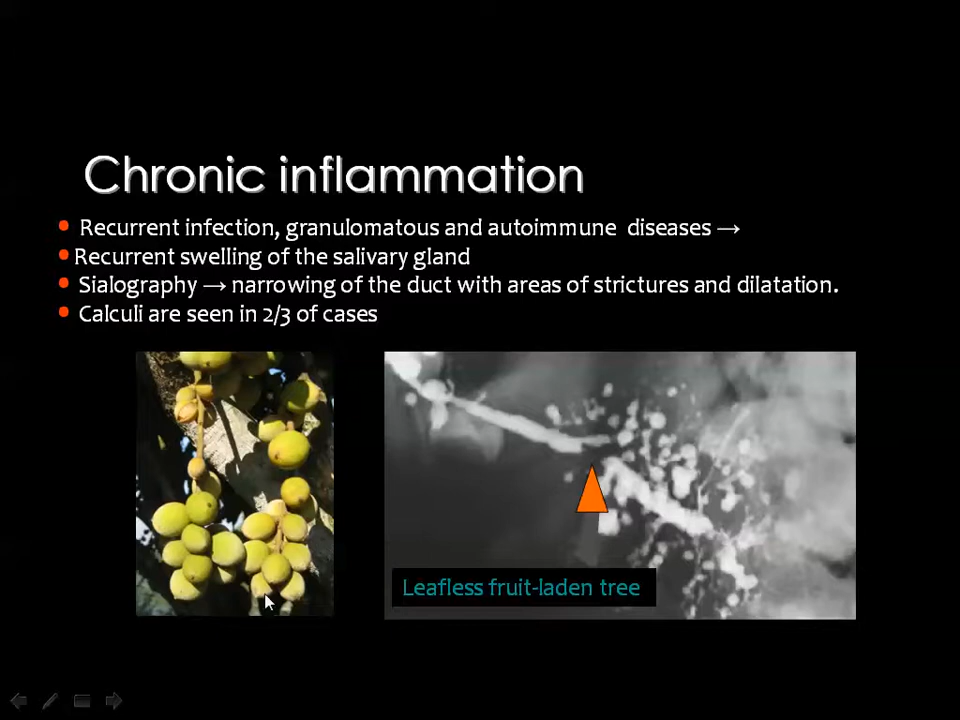 Chronic inflammation
• Recurrent infection, granulomatous and autoimmune diseases →
• Recurrent swelling of the salivary gland
• Sialography → narrowing of the duct with areas of strictures and dilatation.
• Calculi are seen in 2/3 of cases
Leafless fruit-laden tree